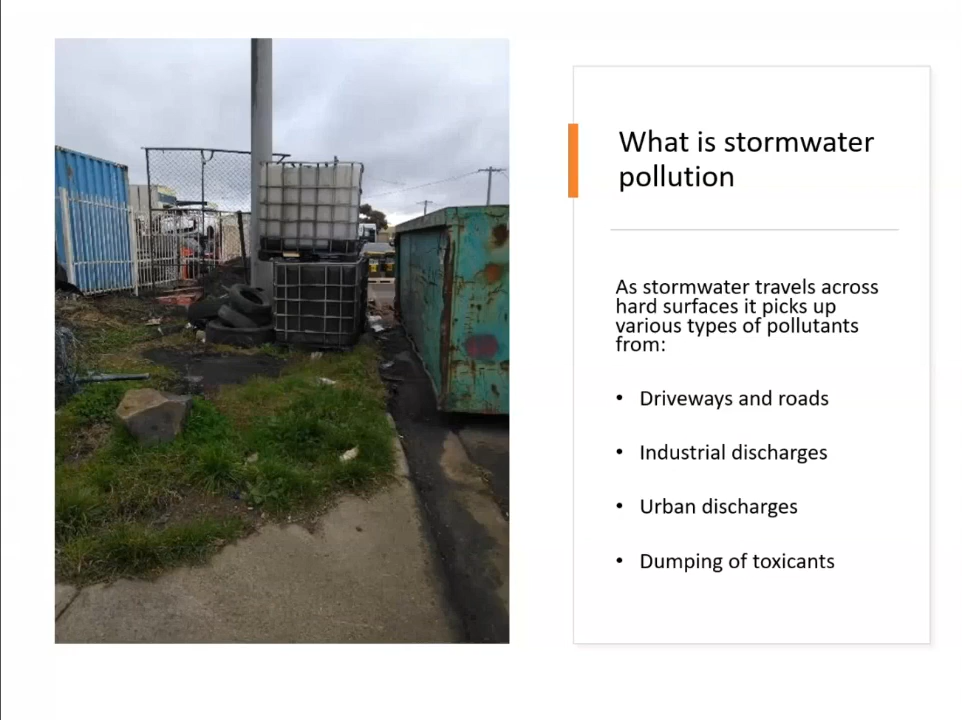 What is stormwater
pollution
As stormwater travels across
hard surfaces it picks up
various types of pollutants
from:
• Driveways and roads
• Industrial discharges
• Urban discharges
• Dumping of toxicants